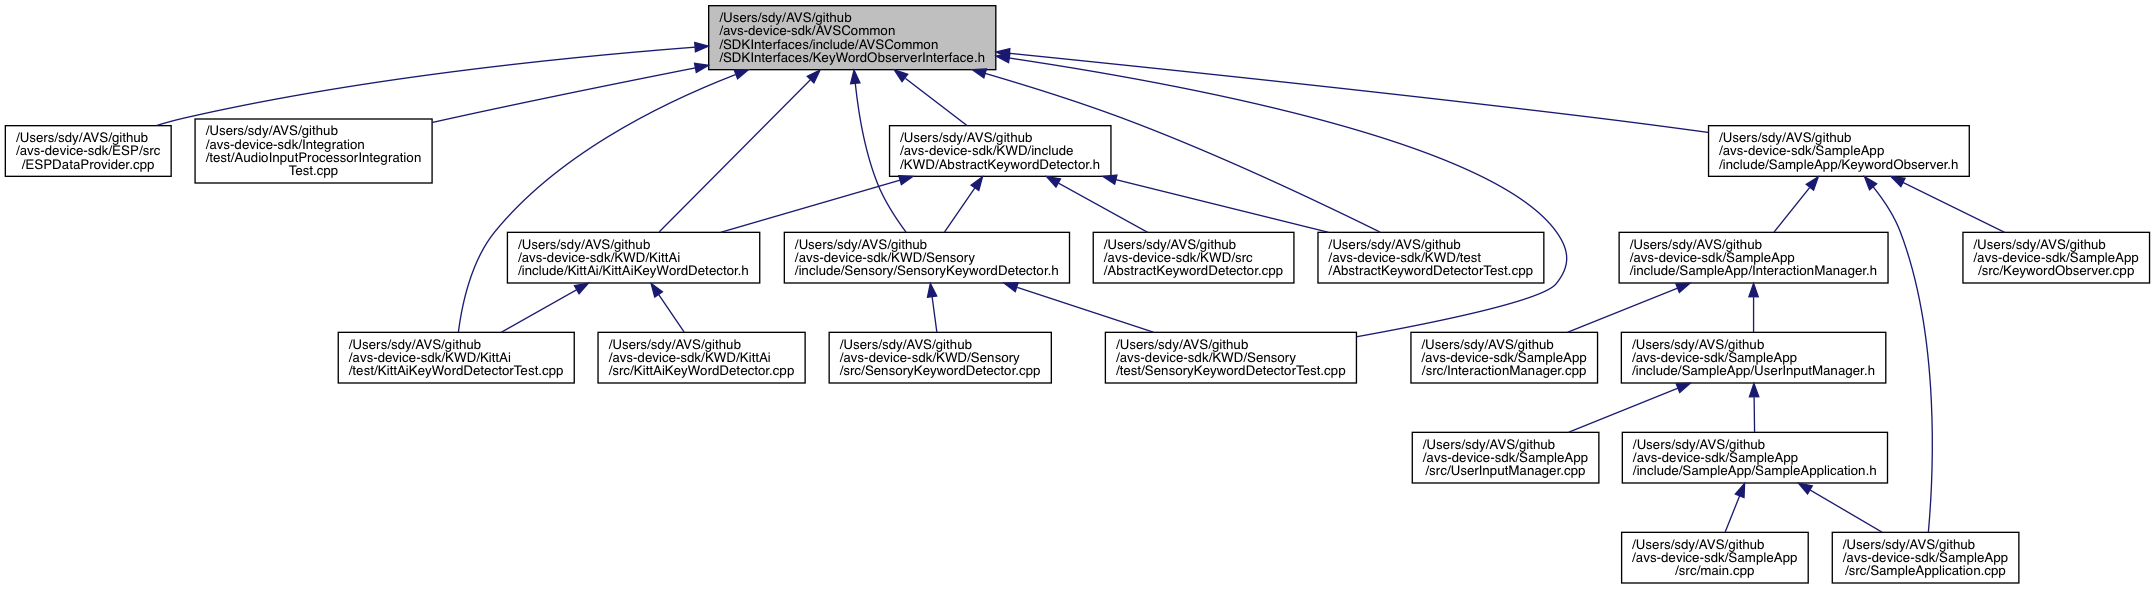 /Users/sdy/AVS/github
/avs-device-sdk/AVSCommon
/SDKInterfaces/include/AVSCommon
/SDKInterfaces/KeyWordObserverInterface.h
/Users/sdy/AVS/github
/avs-device-sdk/ESP/src
/ESPDataProvider.cpp
/Users/sdy/AVS/github
/avs-device-sdk/Integration
/test/AudioInputProcessorIntegration
Test.cpp
/Users/sdy/AVS/github
/avs-device-sdk/KWD/include
/KWD/AbstractKeywordDetector.h
/Users/sdy/AVS/github
/avs-device-sdk/SampleApp
/include/SampleApp/KeywordObserver.h
/Users/sdy/AVS/github
/avs-device-sdk/KWD/KittAi
/include/KittAi/KittAiKeyWordDetector.h
/Users/sdy/AVS/github
/avs-device-sdk/KWD/Sensory
/include/Sensory/SensoryKeywordDetector.h
/Users/sdy/AVS/github
/avs-device-sdk/KWD/src
/AbstractKeywordDetector.cpp
/Users/sdy/AVS/github
/avs-device-sdk/KWD/test
/AbstractKeywordDetectorTest.cpp
/Users/sdy/AVS/github
/avs-device-sdk/SampleApp
/include/SampleApp/InteractionManager.h
/Users/sdy/AVS/github
/avs-device-sdk/SampleApp
/src/KeywordObserver.cpp
/Users/sdy/AVS/github
/avs-device-sdk/KWD/KittAi
/test/KittAiKeyWordDetectorTest.cpp
/Users/sdy/AVS/github
/avs-device-sdk/KWD/KittAi
/src/KittAiKeyWordDetector.cpp
/Users/sdy/AVS/github
/avs-device-sdk/KWD/Sensory
/src/SensoryKeywordDetector.cpp
/Users/sdy/AVS/github
/avs-device-sdk/KWD/Sensory
/test/SensoryKeywordDetectorTest.cpp
/Users/sdy/AVS/github
/avs-device-sdk/SampleApp
/src/InteractionManager.cpp
/Users/sdy/AVS/github
/avs-device-sdk/SampleApp
/include/SampleApp/UserInputManager.h
/Users/sdy/AVS/github
/avs-device-sdk/SampleApp
/src/UserInputManager.cpp
/Users/sdy/AVS/github
/avs-device-sdk/SampleApp
/include/SampleApp/SampleApplication.h
/Users/sdy/AVS/github
/avs-device-sdk/SampleApp
/src/main.cpp
/Users/sdy/AVS/github
/avs-device-sdk/SampleApp
/src/SampleApplication.cpp